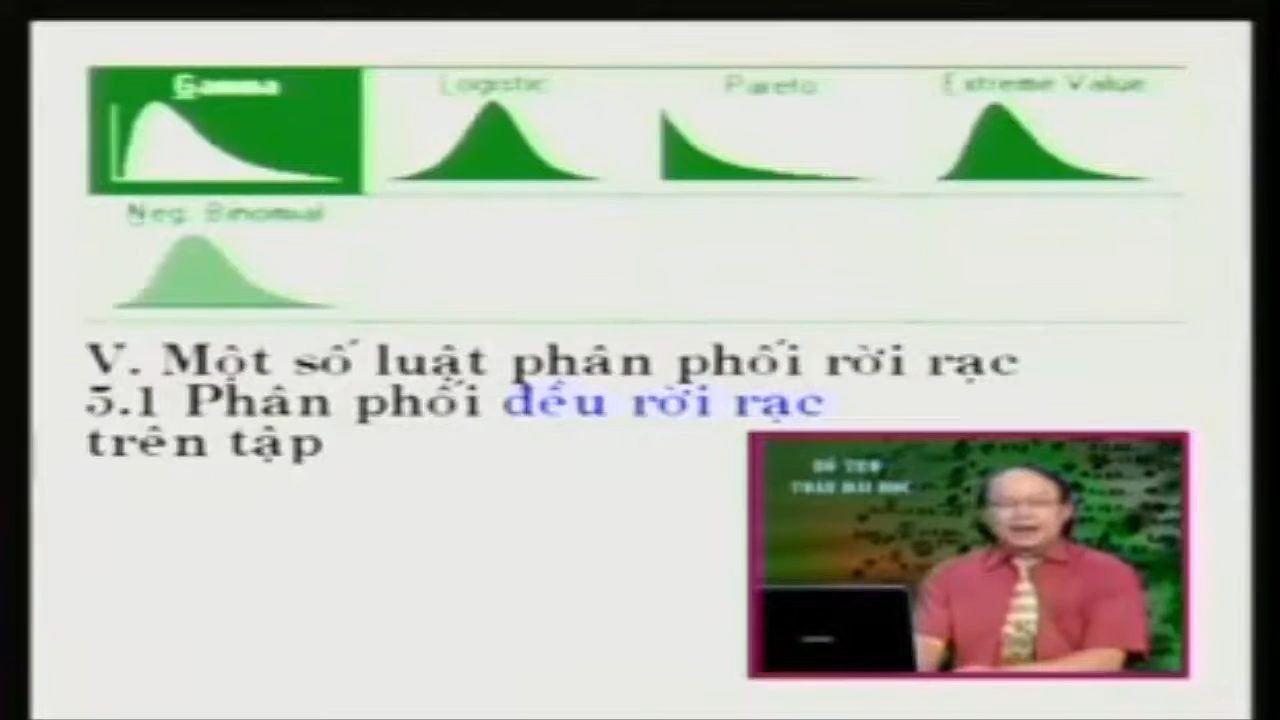 Gamma
Logistic
Pareto
Extreme Value
Neg. Binomial
V. Một số luật phân phối rời rạc
5.1 Phân phối đều rời rạc
trên tập